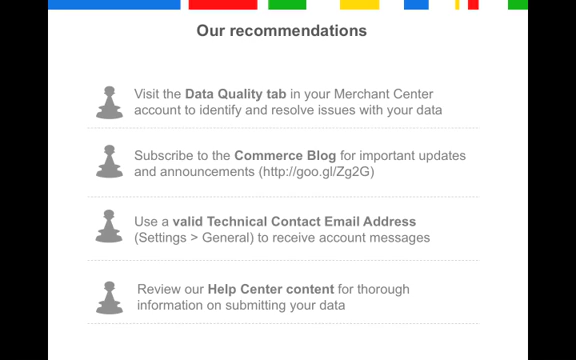 Our recommendations
Visit the Data Quality tab in your Merchant Center
account to identify and resolve issues with your data
Subscribe to the Commerce Blog for important updates
and announcements (http://goo.gl/Zg2G)
Use a valid Technical Contact Email Address
(Settings > General) to receive account messages
Review our Help Center content for thorough
information on submitting your data